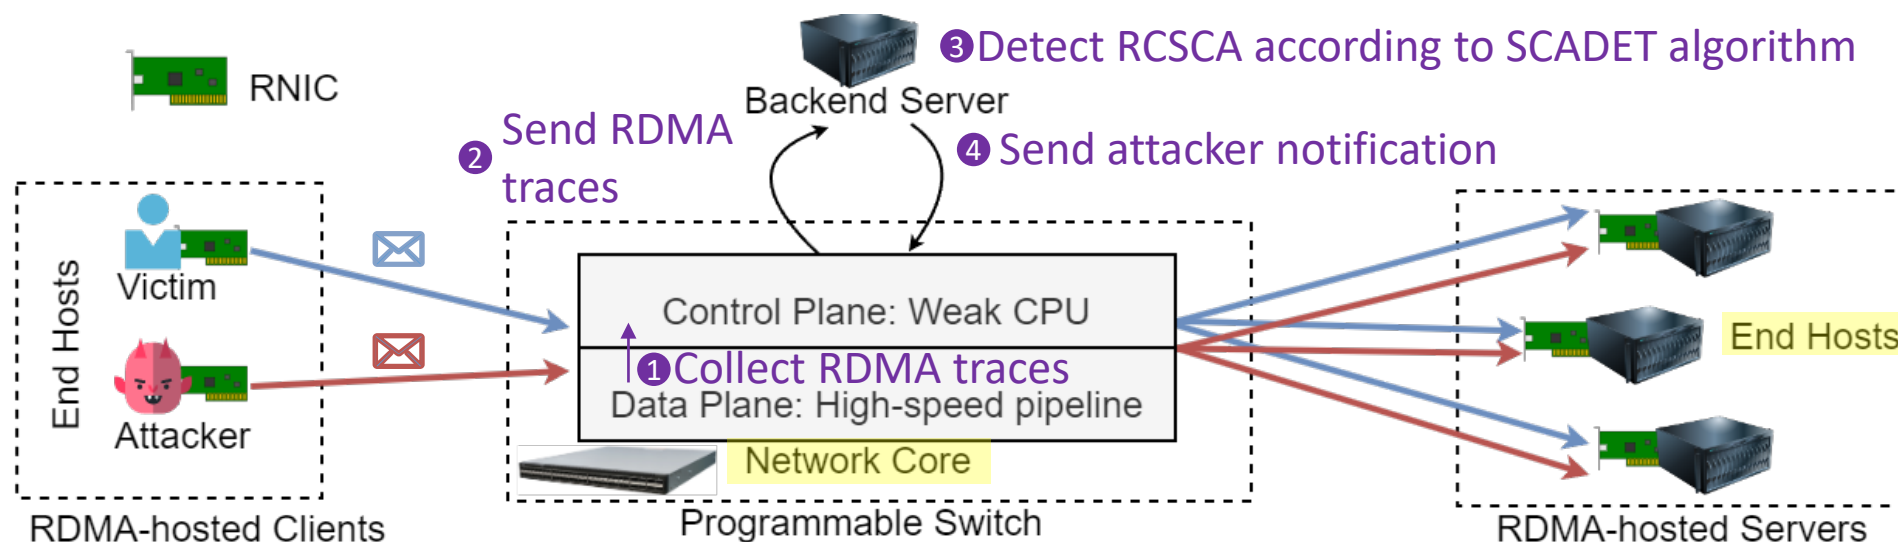 ❸Detect RCSCA according to SCADET algorithm
RNIC
Backend Server
❷ Send RDMA
traces
❹ Send attacker notification
End Hosts
Victim
Attacker
Control Plane: Weak CPU
❶Collect RDMA traces
Data Plane: High-speed pipeline
Network Core
End Hosts
RDMA-hosted Clients
Programmable Switch
RDMA-hosted Servers